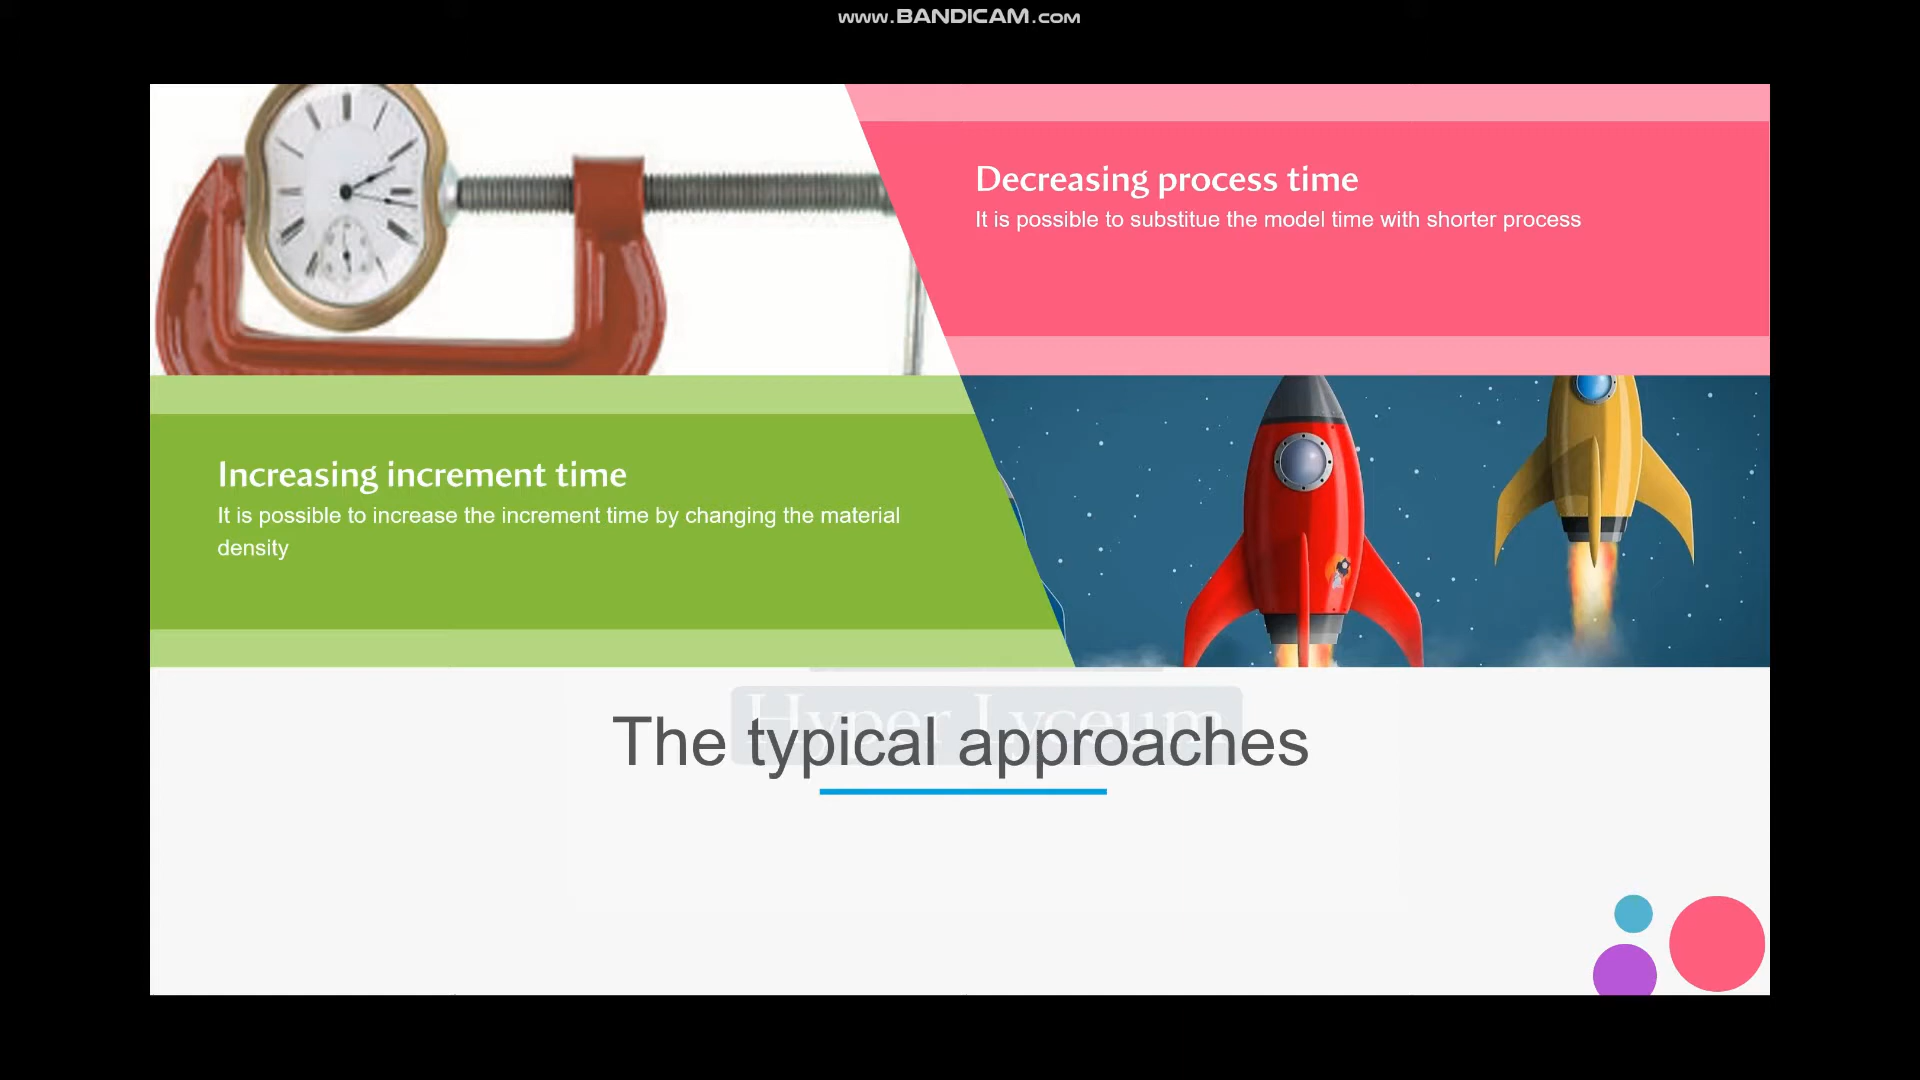 www.BANDICAM.com
Decreasing process time
It is possible to substitue the model time with shorter process
Increasing increment time
It is possible to increase the increment time by changing the material
density
Hyper Lyceum
The typical approaches